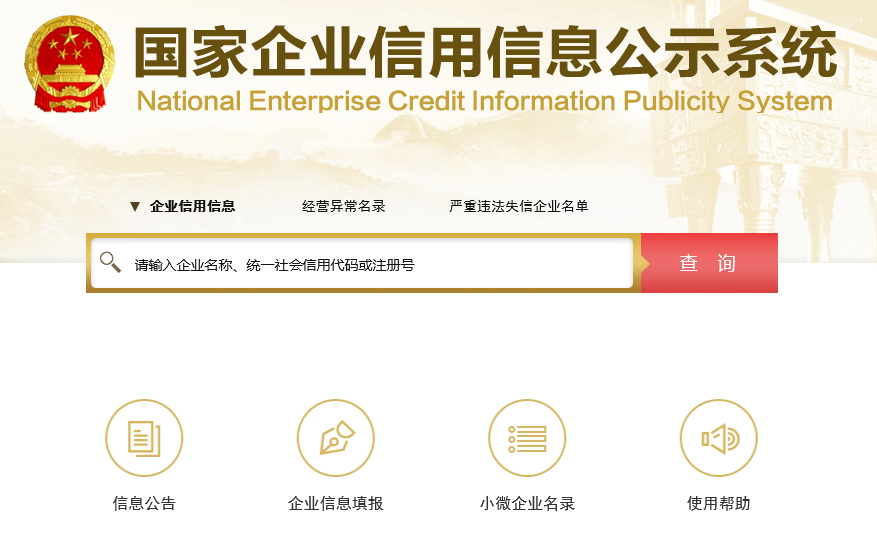 国家企业信用信息公示系统
National Enterprise Credit Information Publicity System
企业信用信息 经营异常名录 严重违法失信企业名单
请输入企业名称、统一社会信用代码或注册号 查 询
信息公告 企业信息填报 小微企业名录 使用帮助